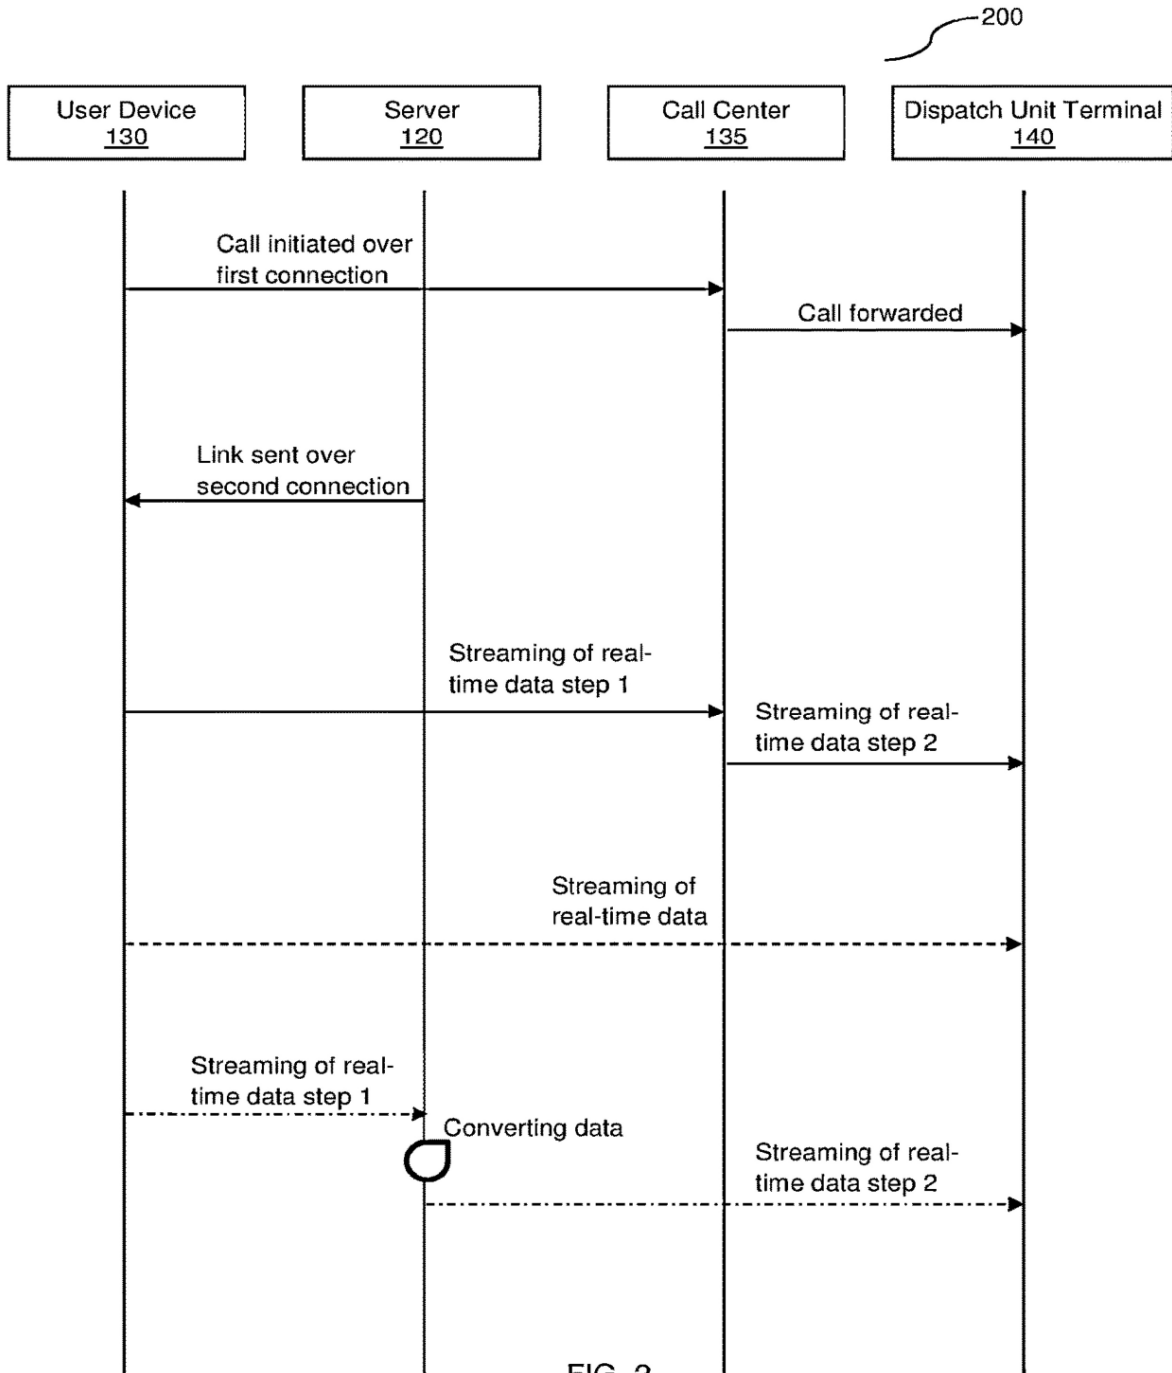 200
User Device
130
Server
120
Call Center
135
Dispatch Unit Terminal
140
Call initiated over
first connection
Call forwarded
Link sent over
second connection
Streaming of real-
time data step 1
Streaming of real-
time data step 2
Streaming of
real-time data
Streaming of real-
time data step 1
Converting data
Streaming of real-
time data step 2